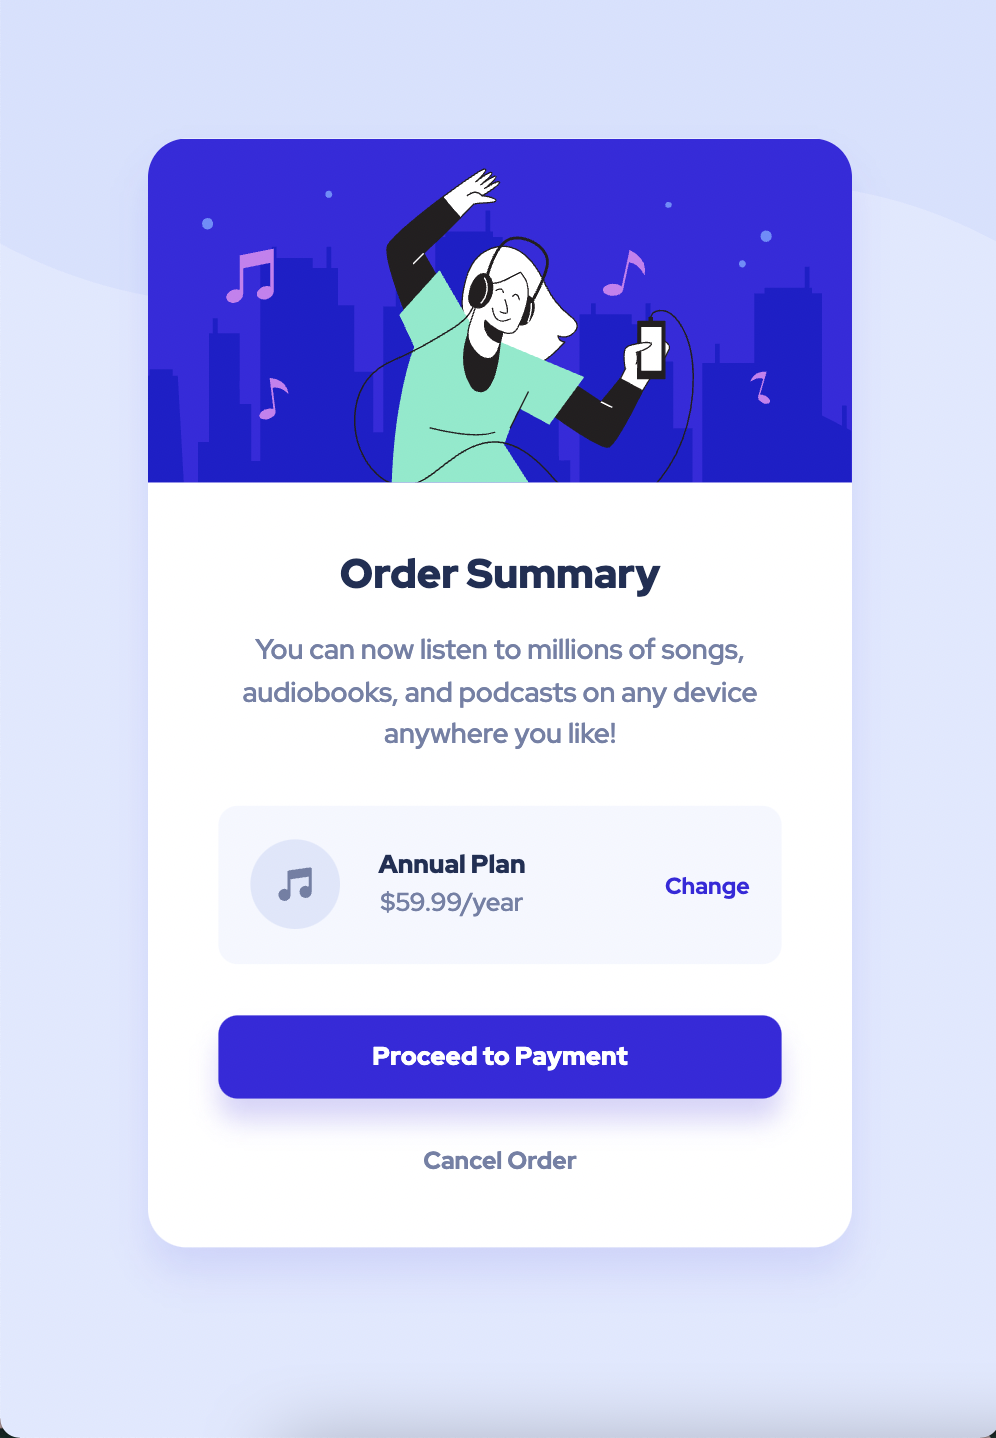 Order Summary
You can now listen to millions of songs,
audiobooks, and podcasts on any device
anywhere you like!
Annual Plan
$59.99/year
Change
Proceed to Payment
Cancel Order